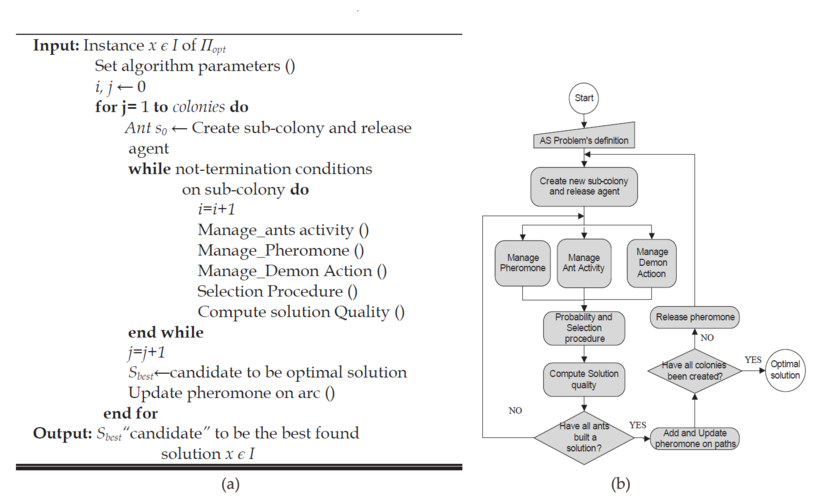 Input: Instance x ϵ I of Π_opt
Set algorithm parameters ()
i, j ← 0
for j= 1 to colonies do
Ant s₀ ← Create sub-colony and release
agent
while not-termination conditions
on sub-colony do
i=i+1
Manage_ants activity ()
Manage_Pheromone ()
Manage_Demon Action ()
Selection Procedure ()
Compute solution Quality ()
end while
j=j+1
S_best←candidate to be optimal solution
Update pheromone on arc ()
end for
Output: S_best“candidate” to be the best found
solution x ϵ I
(a)
Start
AS Problem's definition
Create new sub-colony
and release agent
Manage
Pheromone
Manage
Ant Activity
Manage
Demon
Actioon
Probability and
Selection
procedure
Compute Solution
quality
NO
Have all ants
built a
solution?
YES
Add and Update
pheromone on paths
Have all colonies
been created?
NO
Release pheromone
YES
Optimal
solution
(b)